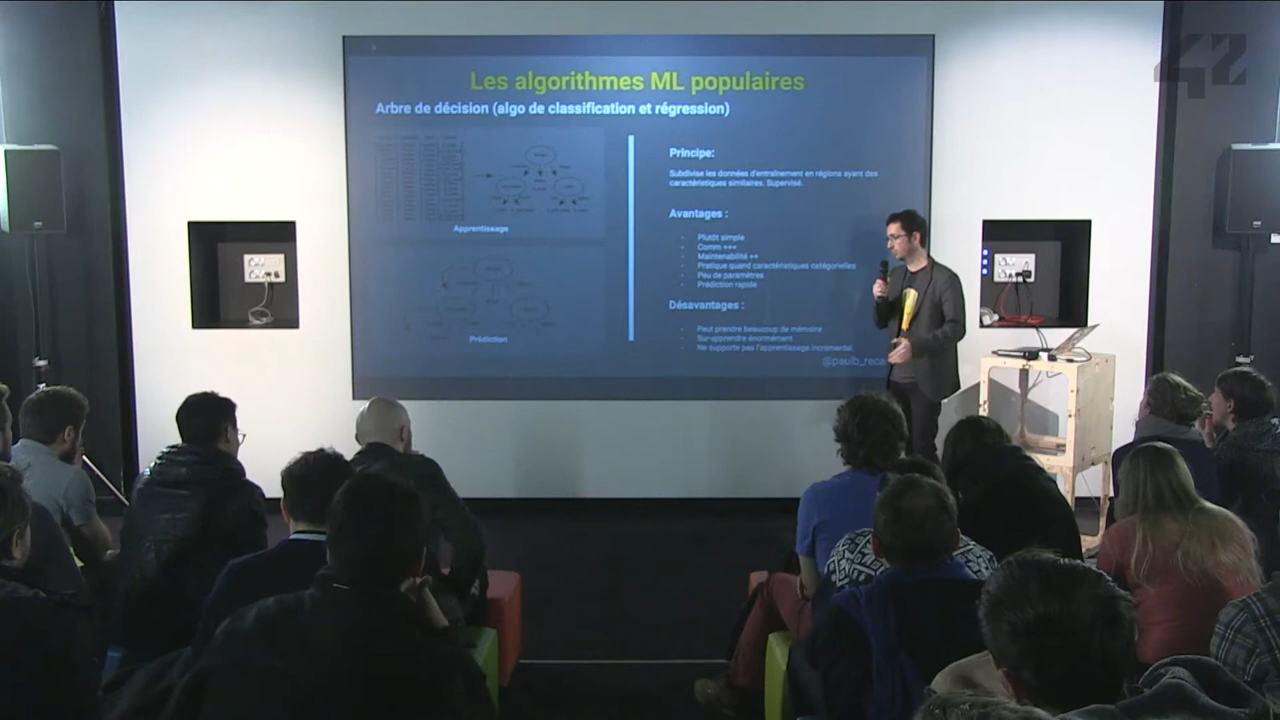 42
Les algorithmes ML populaires
Arbre de décision (algo de classification et régression)
Apprentissage
Prédiction
Principe:
Subdivise les données d'entraînement en régions ayant des
caractéristiques similaires. Supervisé.
Avantages :
- Plutôt simple
- Comm +++
- Maintenabilité ++
- Pratique quand caractéristiques catégorielles
- Peu de paramètres
- Prédiction rapide
Désavantages :
- Peut prendre beaucoup de mémoire
- Sur-apprendre énormément
- Ne supporte pas l'apprentissage incrémental
@paulb_reca